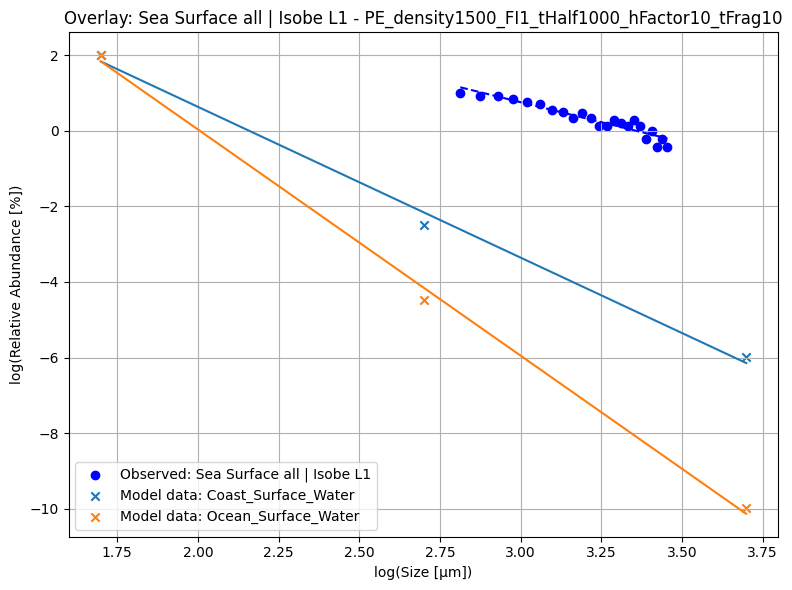 Overlay: Sea Surface all | Isobe L1 - PE_density1500_FI1_tHalf1000_hFactor10_tFrag10
log(Relative Abundance [%])
2
0
−2
−4
−6
−8
−10
Observed: Sea Surface all | Isobe L1
Model data: Coast_Surface_Water
Model data: Ocean_Surface_Water
1.75 2.00 2.25 2.50 2.75 3.00 3.25 3.50 3.75
log(Size [µm])